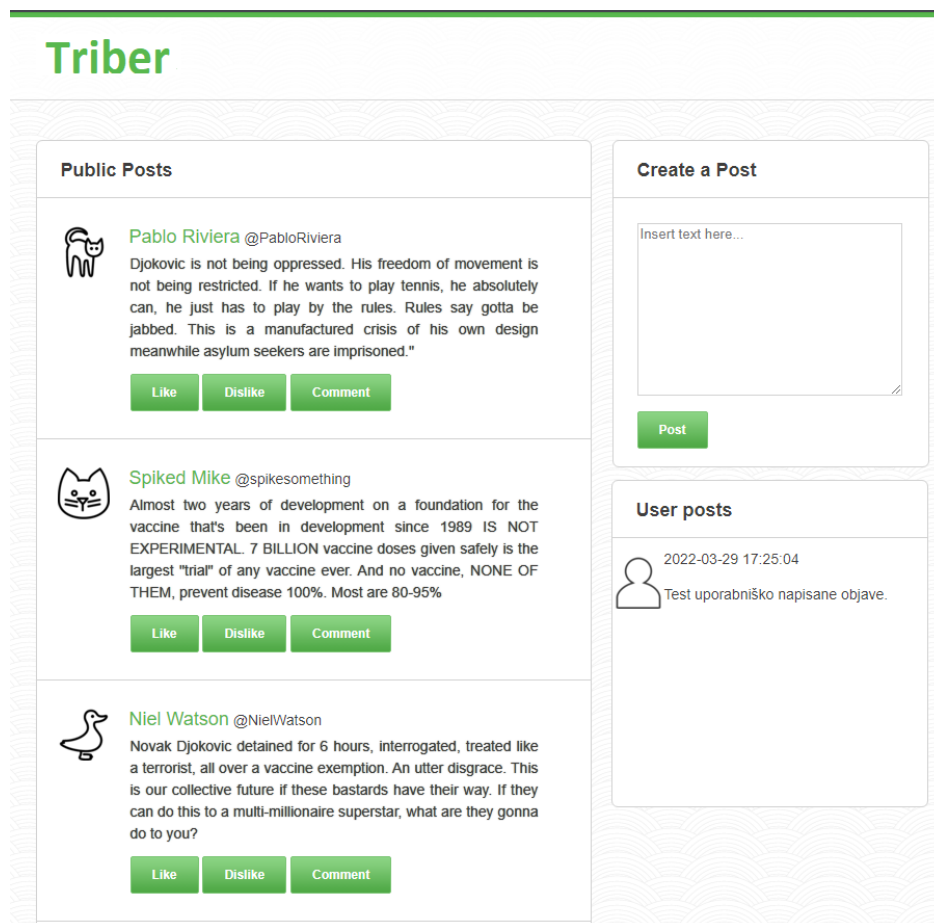 Triber
Public Posts
Pablo Riviera @PabloRiviera
Djokovic is not being oppressed. His freedom of movement is
not being restricted. If he wants to play tennis, he absolutely
can, he just has to play by the rules. Rules say gotta be
jabbed. This is a manufactured crisis of his own design
meanwhile asylum seekers are imprisoned."
Like Dislike Comment
Spiked Mike @spikesomething
Almost two years of development on a foundation for the
vaccine that's been in development since 1989 IS NOT
EXPERIMENTAL. 7 BILLION vaccine doses given safely is the
largest "trial" of any vaccine ever. And no vaccine, NONE OF
THEM, prevent disease 100%. Most are 80-95%
Like Dislike Comment
Niel Watson @NielWatson
Novak Djokovic detained for 6 hours, interrogated, treated like
a terrorist, all over a vaccine exemption. An utter disgrace. This
is our collective future if these bastards have their way. If they
can do this to a multi-millionaire superstar, what are they gonna
do to you?
Like Dislike Comment
Create a Post
Insert text here...
Post
User posts
2022-03-29 17:25:04
Test uporabniško napisane objave.